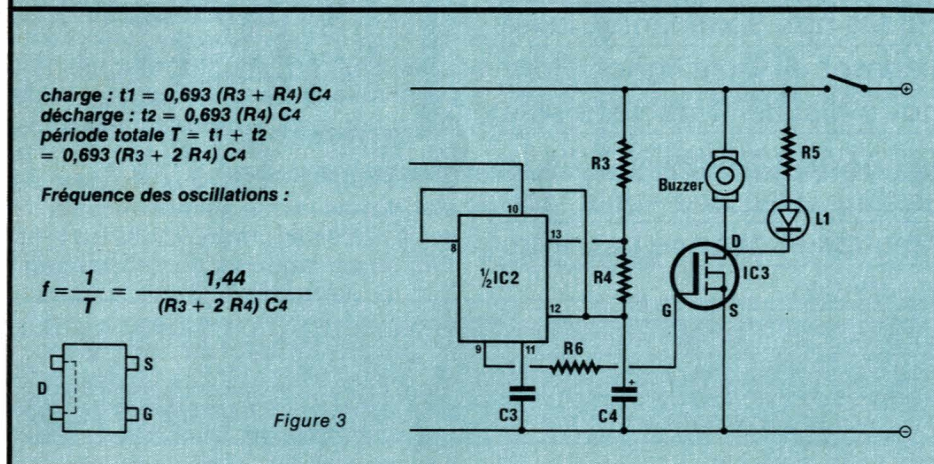 charge : t1 = 0,693 (R3 + R4) C4
décharge : t2 = 0,693 (R4) C4
période totale T = t1 + t2
= 0,693 (R3 + 2 R4) C4
Fréquence des oscillations :
f = 1/T = 1,44/(R3 + 2 R4) C4
D
S
G
Figure 3
+
R3
R5
Buzzer
L1
10
8
13
½IC2
R4
12
D
IC3
G
S
9
11
R6
C3
+
C4
−